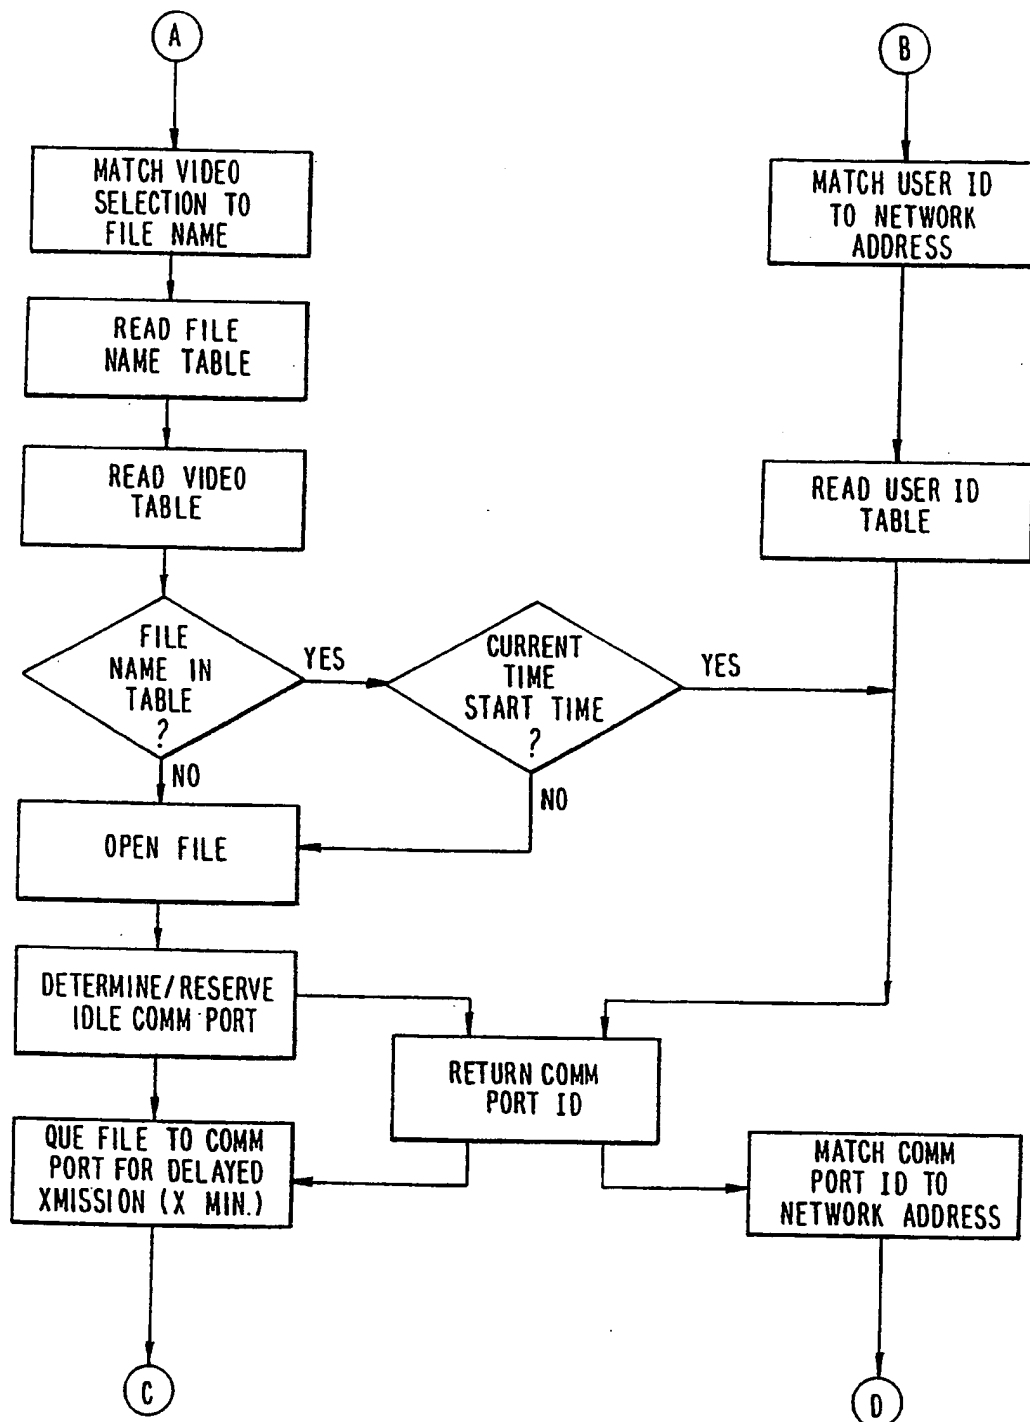 A
MATCH VIDEO
SELECTION TO
FILE NAME
READ FILE
NAME TABLE
READ VIDEO
TABLE
FILE
NAME IN
TABLE
?
YES
NO
CURRENT
TIME
START TIME
?
YES
NO
OPEN FILE
DETERMINE/RESERVE
IDLE COMM PORT
QUE FILE TO COMM
PORT FOR DELAYED
XMISSION (X MIN.)
C
B
MATCH USER ID
TO NETWORK
ADDRESS
READ USER ID
TABLE
RETURN COMM
PORT ID
MATCH COMM
PORT ID TO
NETWORK ADDRESS
D